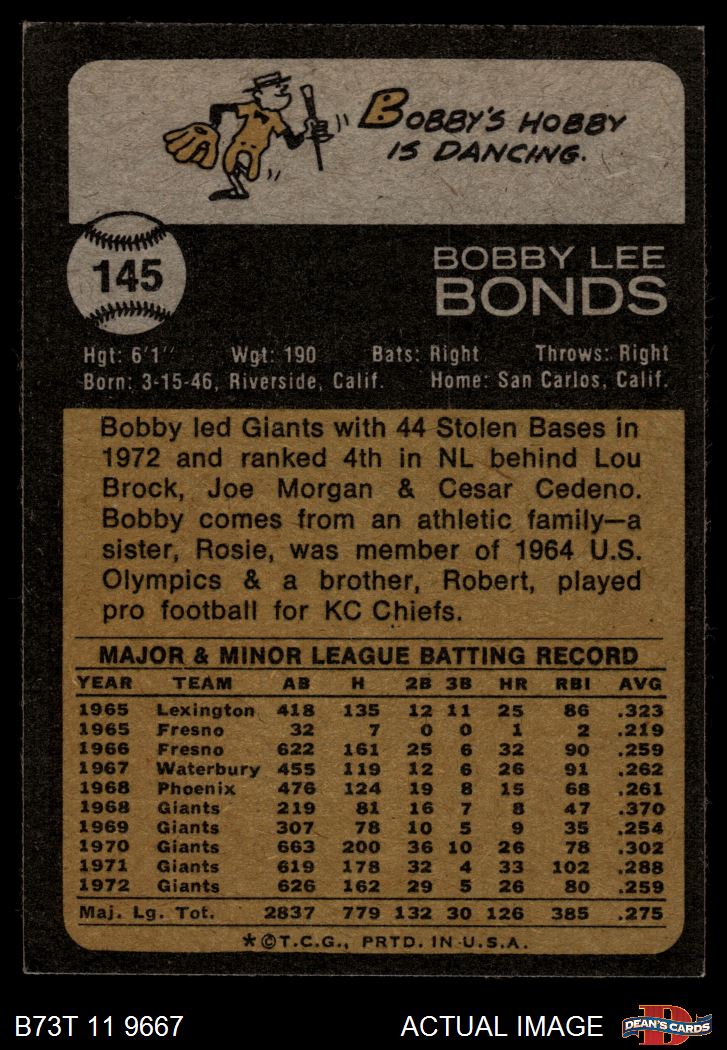 BOBBY'S HOBBY
IS DANCING.
145
BOBBY LEE
BONDS
Hgt: 6'1" Wgt: 190 Bats: Right Throws: Right
Born: 3-15-46, Riverside, Calif. Home: San Carlos, Calif.
Bobby led Giants with 44 Stolen Bases in
1972 and ranked 4th in NL behind Lou
Brock, Joe Morgan & Cesar Cedeno.
Bobby comes from an athletic family—a
sister, Rosie, was member of 1964 U.S.
Olympics & a brother, Robert, played
pro football for KC Chiefs.
MAJOR & MINOR LEAGUE BATTING RECORD
YEAR TEAM AB H 2B 3B HR RBI AVG
1965 Lexington 418 135 12 11 25 86 .323
1965 Fresno 32 7 0 0 1 2 .219
1966 Fresno 622 161 25 6 32 90 .259
1967 Waterbury 455 119 12 6 26 91 .262
1968 Phoenix 476 124 19 8 15 68 .261
1968 Giants 219 81 16 7 8 47 .370
1969 Giants 307 78 10 5 9 35 .254
1970 Giants 663 200 36 10 26 78 .302
1971 Giants 619 178 32 4 33 102 .288
1972 Giants 626 162 29 5 26 80 .259
Maj. Lg. Tot. 2837 779 132 30 126 385 .275
*©T.C.G., PRTD. IN U.S.A.
B73T 11 9667 ACTUAL IMAGE
D
DEAN'S CARDS